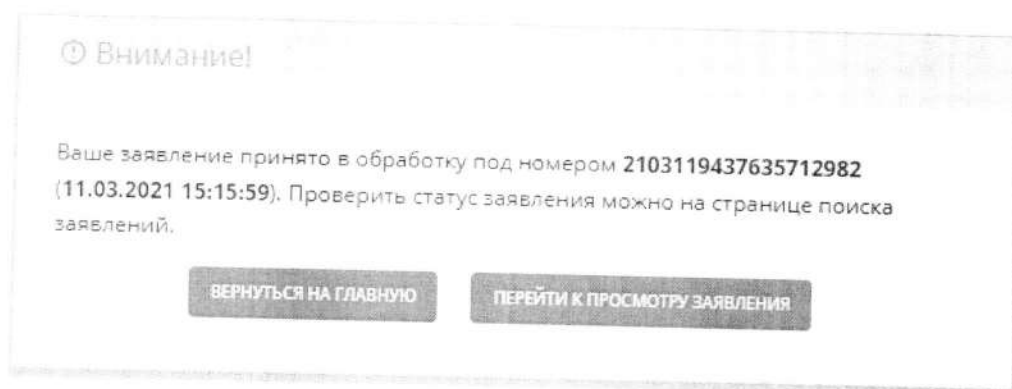 Внимание!
Ваше заявление принято в обработку под номером 2103119437635712982
(11.03.2021 15:15:59). Проверить статус заявления можно на странице поиска
заявлений.
ВЕРНУТЬСЯ НА ГЛАВНУЮ
ПЕРЕЙТИ К ПРОСМОТРУ ЗАЯВЛЕНИЯ